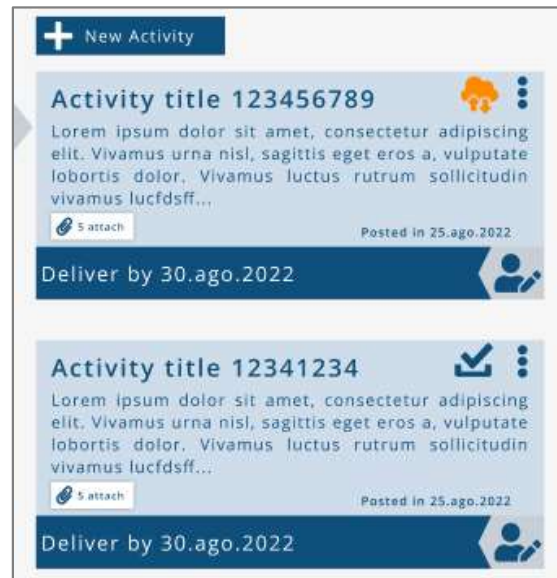 New Activity
Activity title 123456789
Lorem ipsum dolor sit amet, consectetur adipiscing
elit. Vivamus urna nisl, sagittis eget eros a, vulputate
lobortis dolor. Vivamus luctus rutrum sollicitudin
vivamus lucfdsff...
5 attach
Posted in 25.ago.2022
Deliver by 30.ago.2022
Activity title 12341234
Lorem ipsum dolor sit amet, consectetur adipiscing
elit. Vivamus urna nisl, sagittis eget eros a, vulputate
lobortis dolor. Vivamus luctus rutrum sollicitudin
vivamus lucfdsff...
5 attach
Posted in 25.ago.2022
Deliver by 30.ago.2022